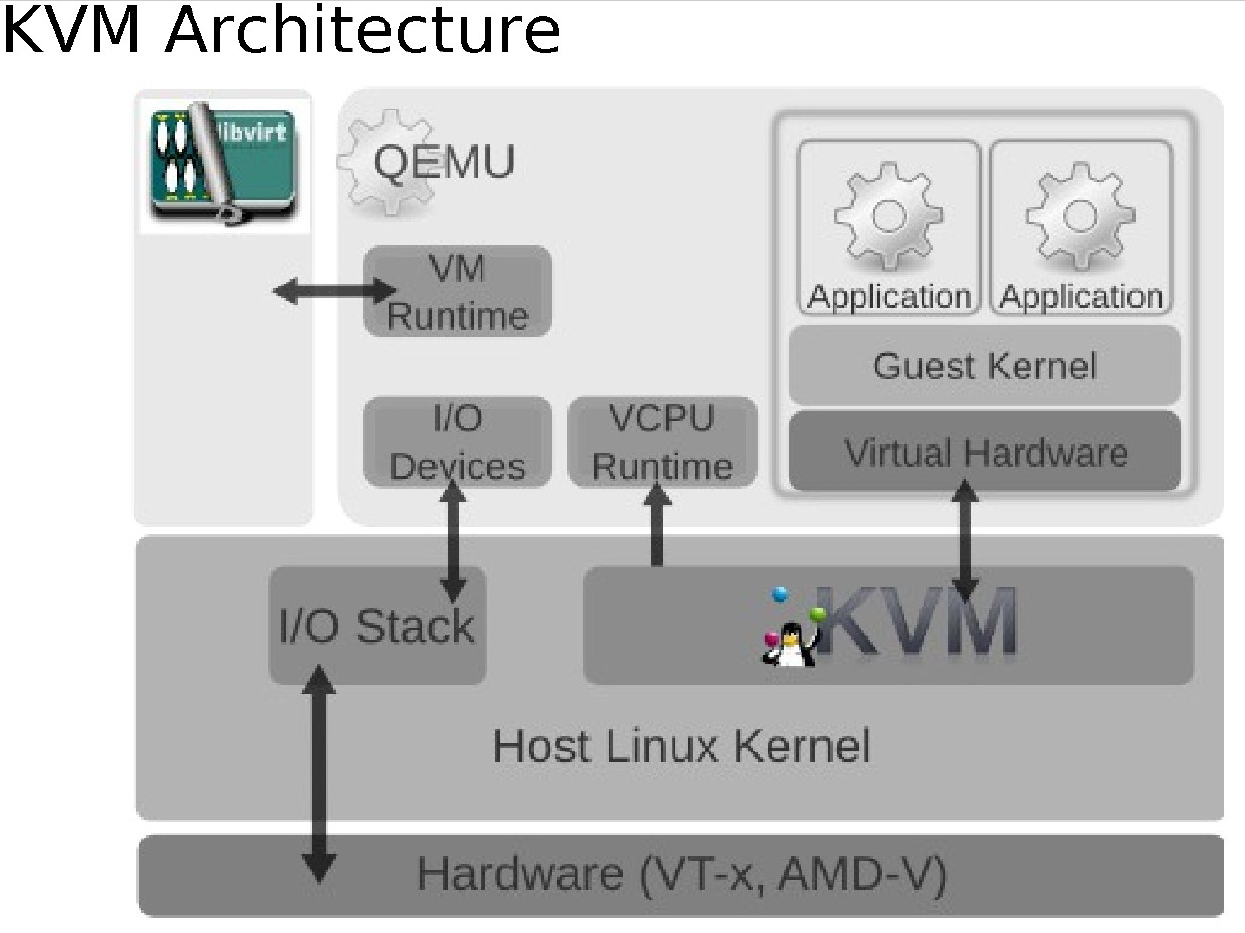 KVM Architecture
libvirt
QEMU
VM
Runtime
I/O
Devices
VCPU
Runtime
Application
Application
Guest Kernel
Virtual Hardware
I/O Stack
KVM
Host Linux Kernel
Hardware (VT-x, AMD-V)